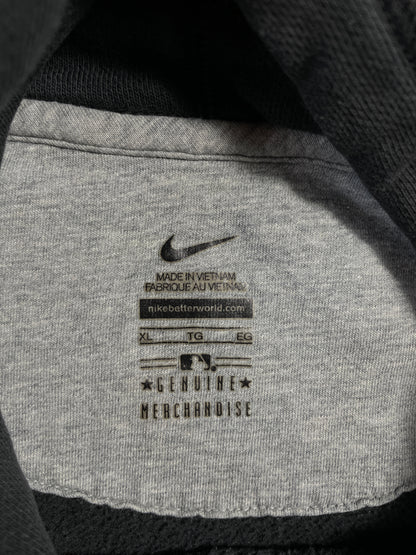 MADE IN VIETNAM
FABRIQUE AU VIETNAM
nikebetterworld.com
XL TG EG
GENUINE
MERCHANDISE